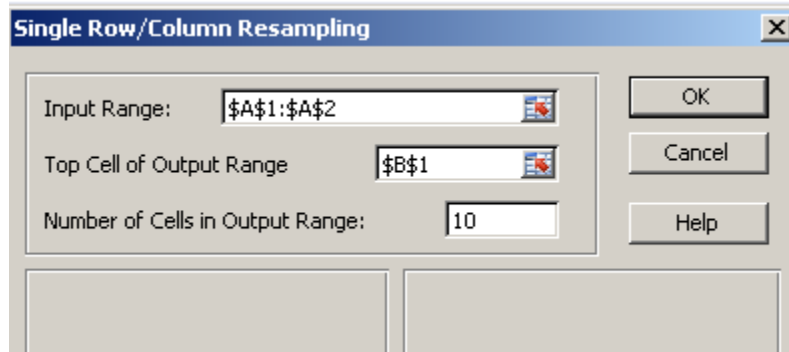 Single Row/Column Resampling
Input Range: $A$1:$A$2
OK
Top Cell of Output Range $B$1
Cancel
Number of Cells in Output Range: 10
Help